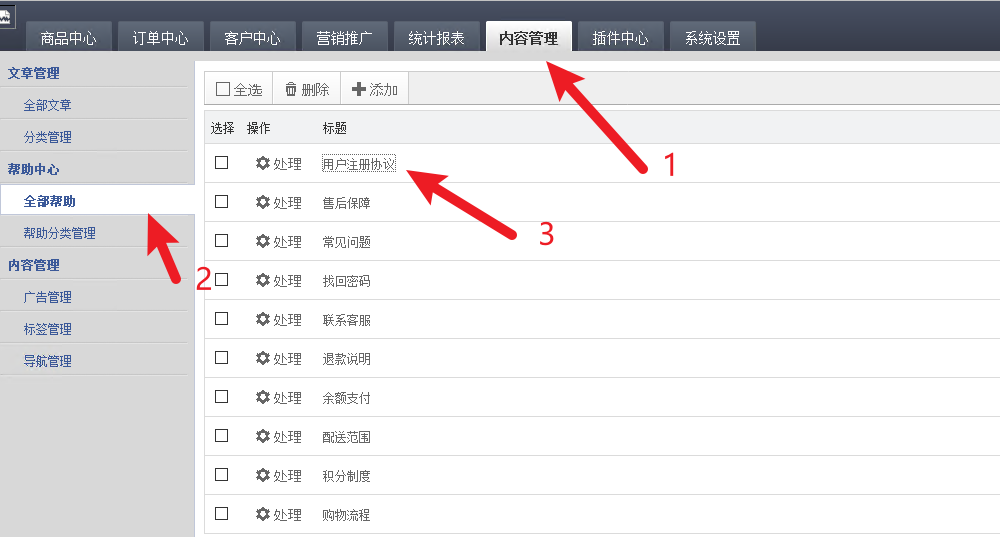 商品中心 订单中心 客户中心 营销推广 统计报表 内容管理 插件中心 系统设置
文章管理
全部文章
分类管理
帮助中心
全部帮助
帮助分类管理
内容管理
广告管理
标签管理
导航管理
全选 删除 添加
选择 操作 标题
处理 用户注册协议
处理 售后保障
处理 常见问题
处理 找回密码
处理 联系客服
处理 退款说明
处理 余额支付
处理 配送范围
处理 积分制度
处理 购物流程
1
2
3